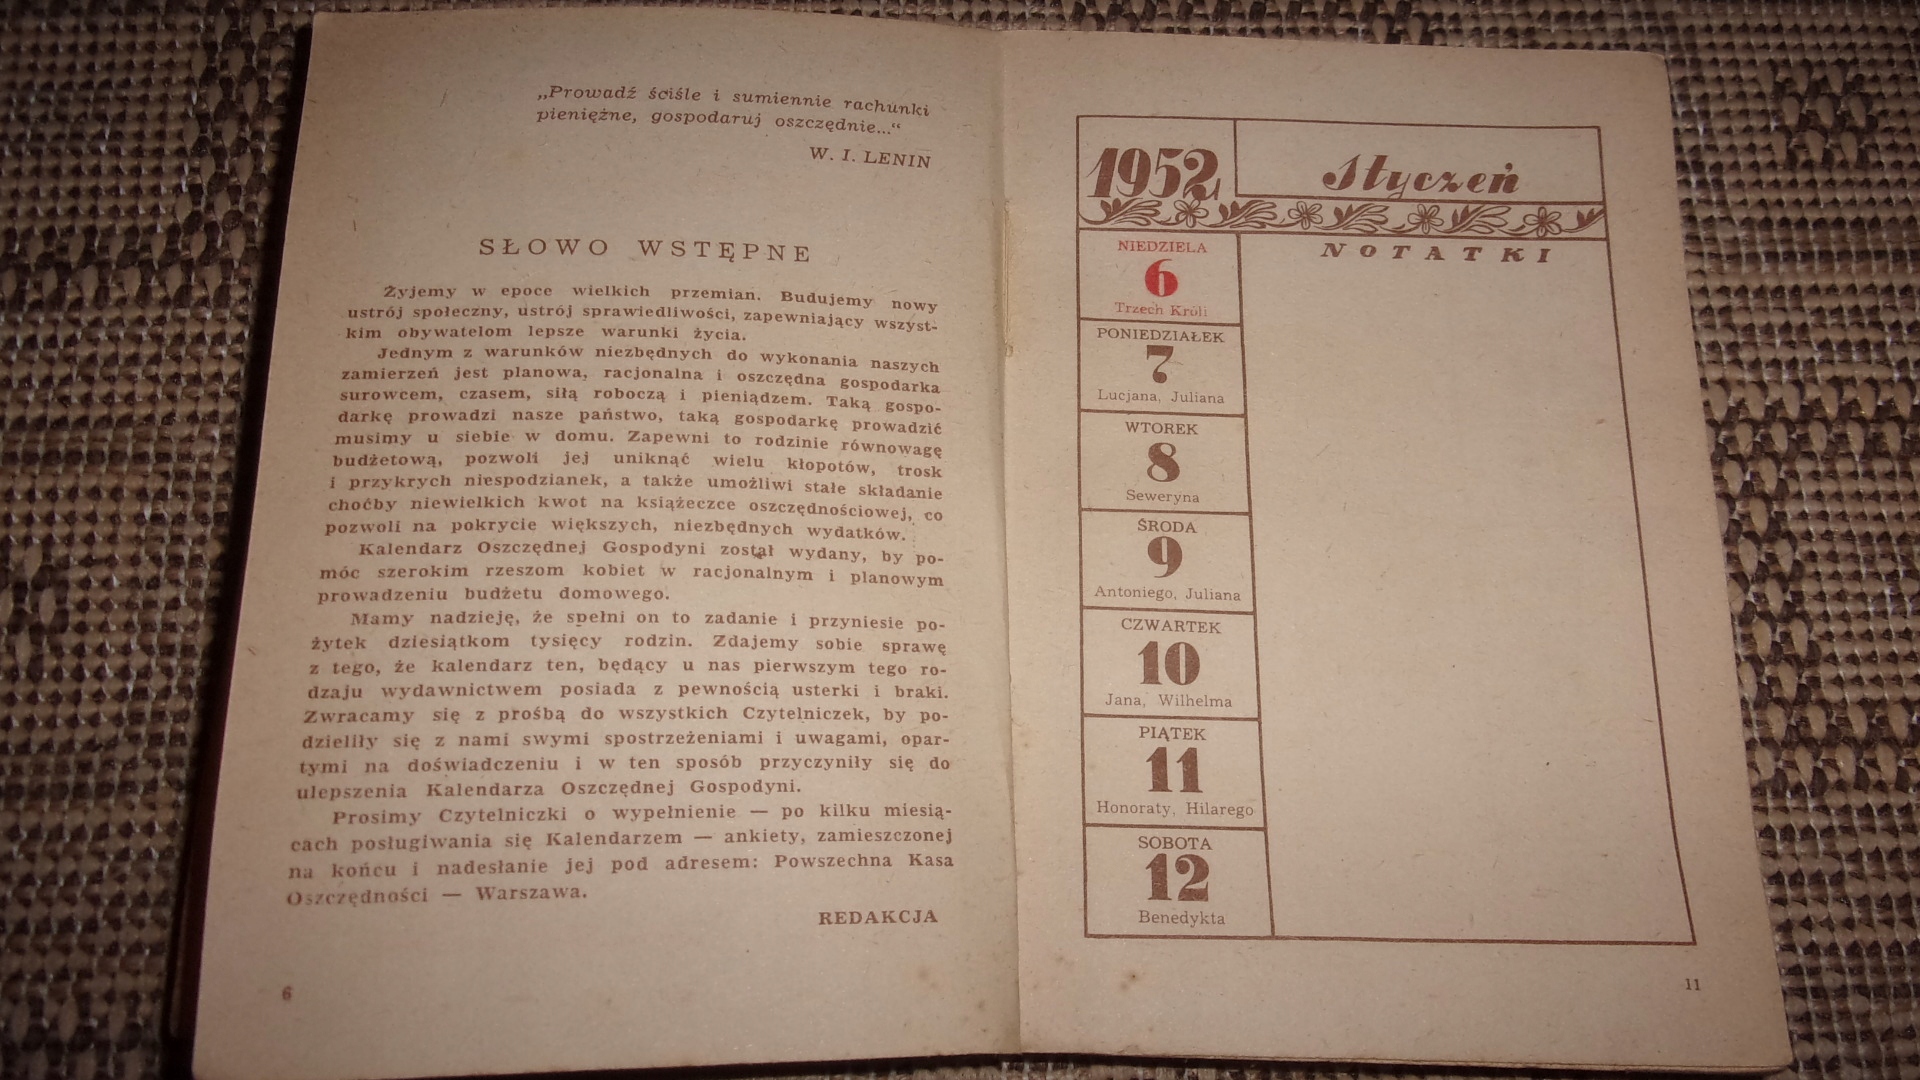 „Prowadź ściśle i sumiennie rachunki
pieniężne, gospodaruj oszczędnie...“
W. I. LENIN
SŁOWO WSTĘPNE
Żyjemy w epoce wielkich przemian. Budujemy nowy
ustrój społeczny, ustrój sprawiedliwości, zapewniający wszyst-
kim obywatelom lepsze warunki życia.
Jednym z warunków niezbędnych do wykonania naszych
zamierzeń jest planowa, racjonalna i oszczędna gospodarka
surowcem, czasem, siłą roboczą i pieniądzem. Taką gospo-
darkę prowadzi nasze państwo, taką gospodarkę prowadzić
musimy u siebie w domu. Zapewni to rodzinie równowagę
budżetową, pozwoli jej uniknąć wielu kłopotów, trosk
i przykrych niespodzianek, a także umożliwi stałe składanie
choćby niewielkich kwot na książeczce oszczędnościowej, co
pozwoli na pokrycie większych, niezbędnych wydatków.
Kalendarz Oszczędnej Gospodyni został wydany, by po-
móc szerokim rzeszom kobiet w racjonalnym i planowym
prowadzeniu budżetu domowego.
Mamy nadzieję, że spełni on to zadanie i przyniesie po-
żytek dziesiątkom tysięcy rodzin. Zdajemy sobie sprawę
z tego, że kalendarz ten, będący u nas pierwszym tego ro-
dzaju wydawnictwem posiada z pewnością usterki i braki.
Zwracamy się z prośbą do wszystkich Czytelniczek, by po-
dzieliły się z nami swymi spostrzeżeniami i uwagami, opar-
tymi na doświadczeniu i w ten sposób przyczyniły się do
ulepszenia Kalendarza Oszczędnej Gospodyni.
Prosimy Czytelniczki o wypełnienie — po kilku miesią-
cach posługiwania się Kalendarzem — ankiety, zamieszczonej
na końcu i nadesłanie jej pod adresem: Powszechna Kasa
Oszczędności — Warszawa.
REDAKCJA
6
1952
Styczeń
NOTATKI
NIEDZIELA
6
Trzech Króli
PONIEDZIAŁEK
7
Lucjana, Juliana
WTOREK
8
Seweryna
ŚRODA
9
Antoniego, Juliana
CZWARTEK
10
Jana, Wilhelma
PIĄTEK
11
Honoraty, Hilarego
SOBOTA
12
Benedykta
11